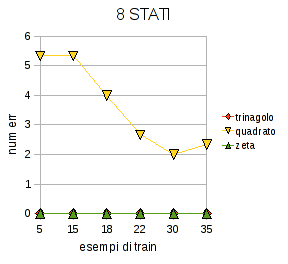 8 STATI
6
5
4
3
2
1
0
num err
5 15 18 22 30 35
esempi di train
trinagolo
quadrato
zeta